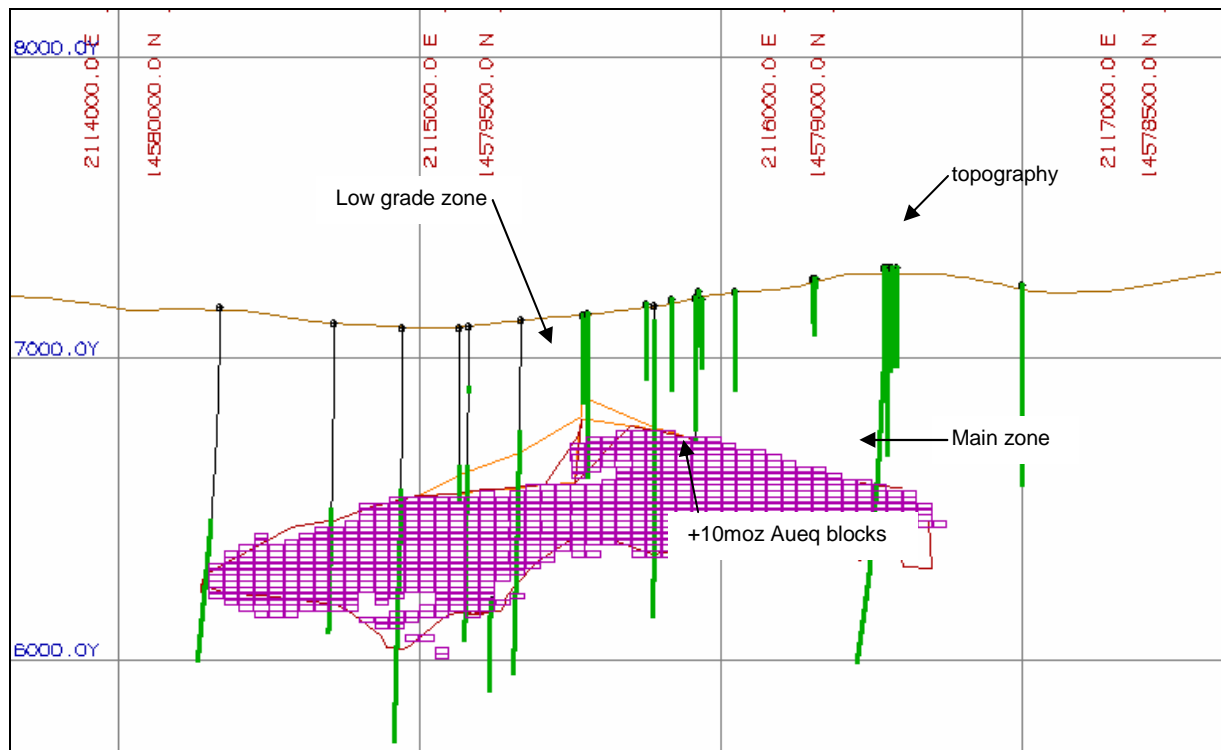 8000.0Y
2114000.0 E
14580000.0 N
2115000.0 E
14579500.0 N
2116000.0 E
14579000.0 N
2117000.0 E
14578500.0 N
topography
Low grade zone
7000.0Y
Main zone
+10moz Aueq blocks
6000.0Y